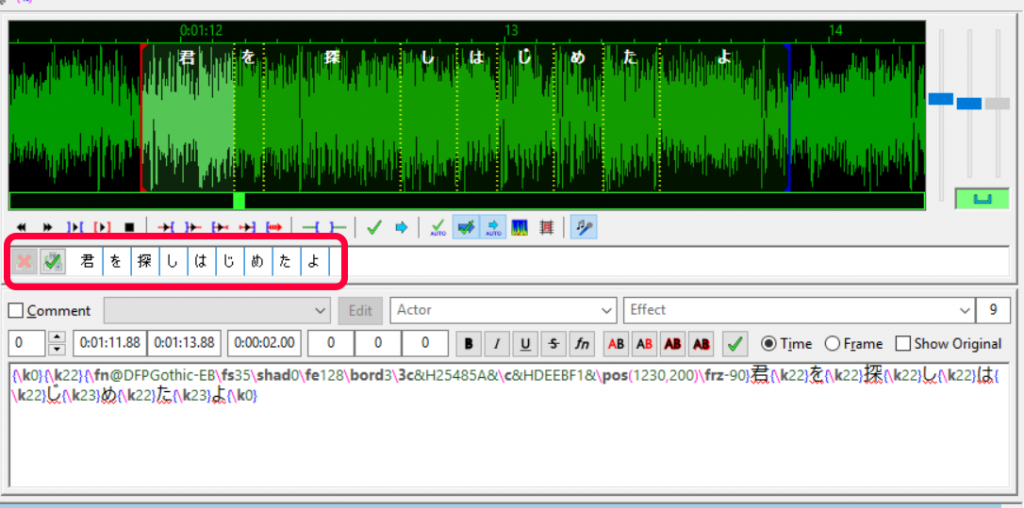 0:01:12 13 14
君 を 探 し は じ め た よ
AUTO AUTO
君 を 探 し は じ め た よ
Comment Edit Actor Effect 9
0 0:01:11.88 0:01:13.88 0:00:02.00 0 0 0 B I U S fn AB AB AB AB Time Frame Show Original
{\k0}{\k22}{\fn@DFPGothic-EB\fs35\shad0\fe128\bord3\3c&H25485A&\c&HDEEBF1&\pos(1230,200)\frz-90}君{\k22}を{\k22}探{\k22}し{\k22}は{
\k22}じ{\k23}め{\k22}た{\k23}よ{\k0}